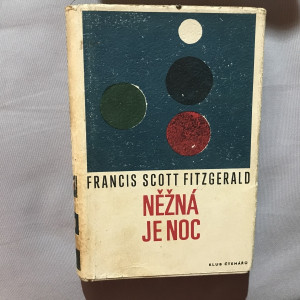 FRANCIS SCOTT FITZGERALD
NĚŽNÁ
JE NOC
KLUB ČTENÁŘŮ